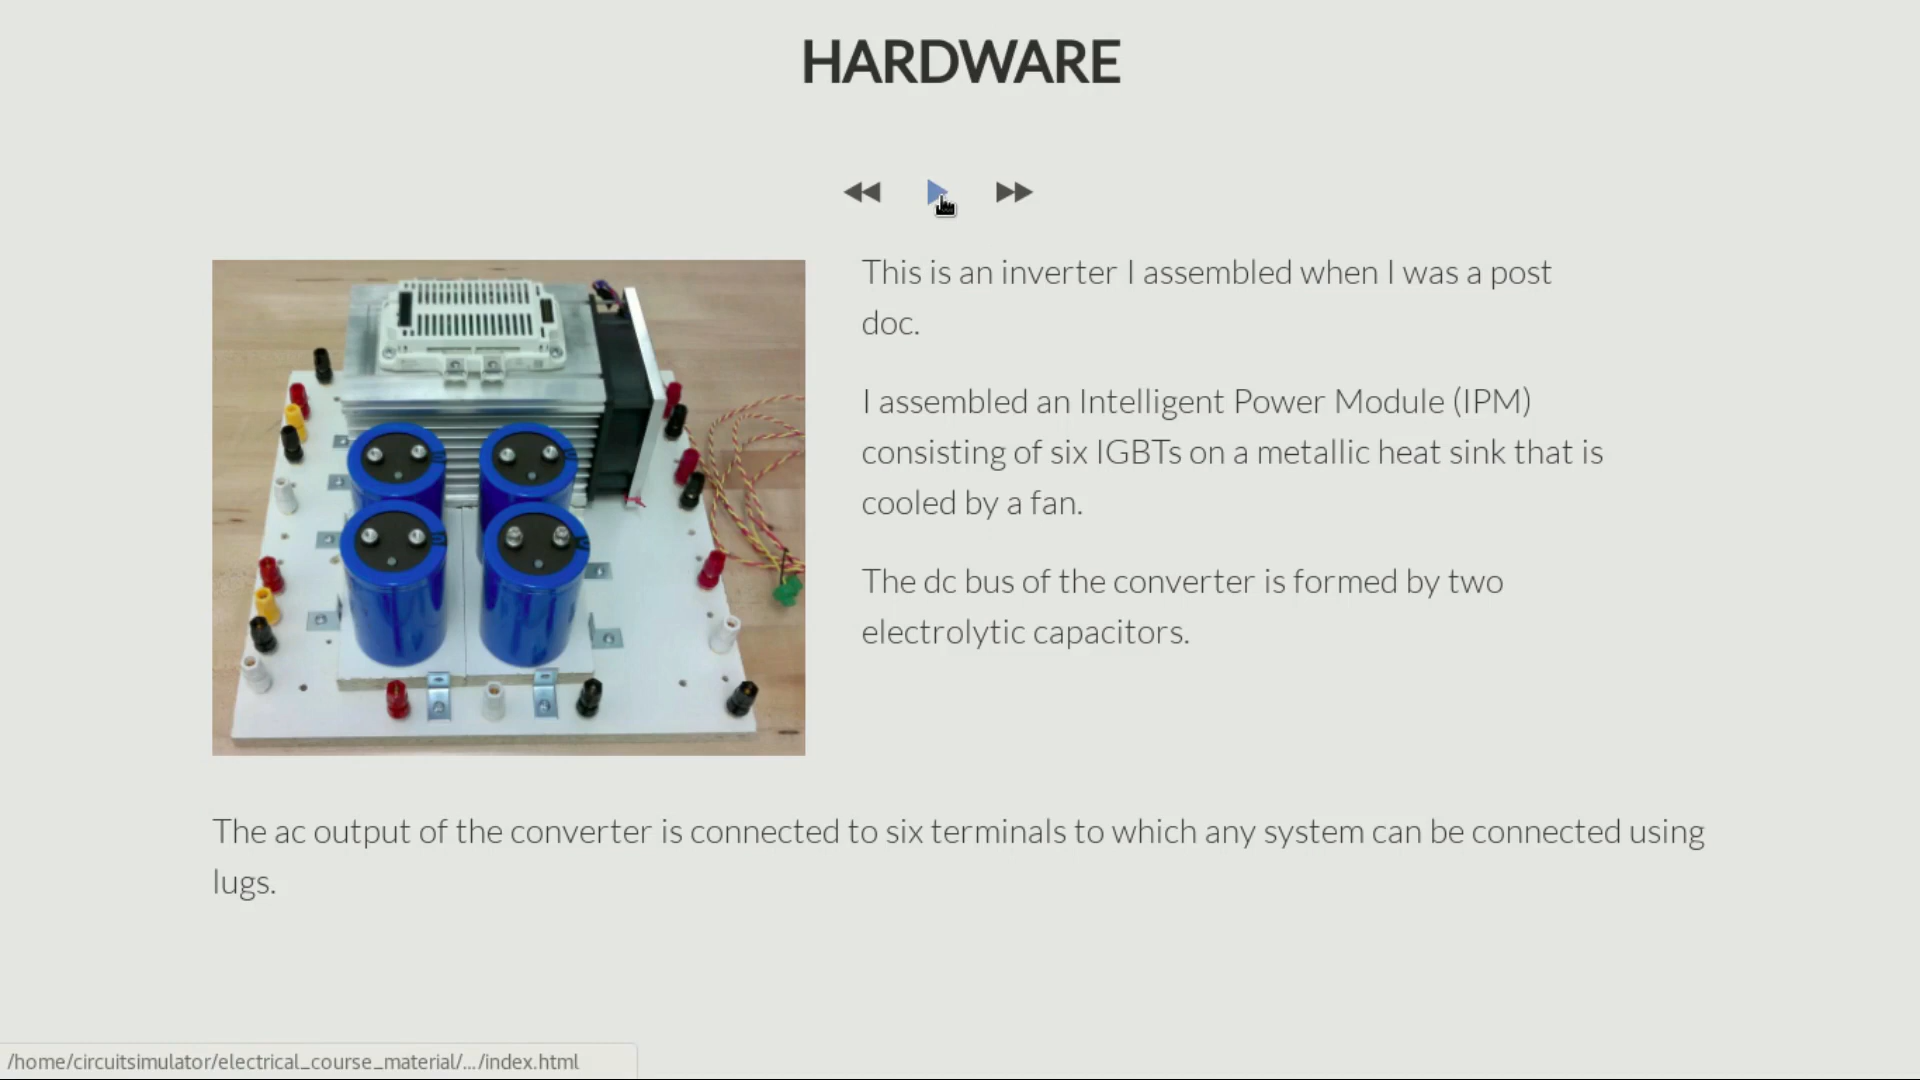 HARDWARE
This is an inverter I assembled when I was a post
doc.
I assembled an Intelligent Power Module (IPM)
consisting of six IGBTs on a metallic heat sink that is
cooled by a fan.
The dc bus of the converter is formed by two
electrolytic capacitors.
The ac output of the converter is connected to six terminals to which any system can be connected using
lugs.
/home/circuitsimulator/electrical_course_material/.../index.html